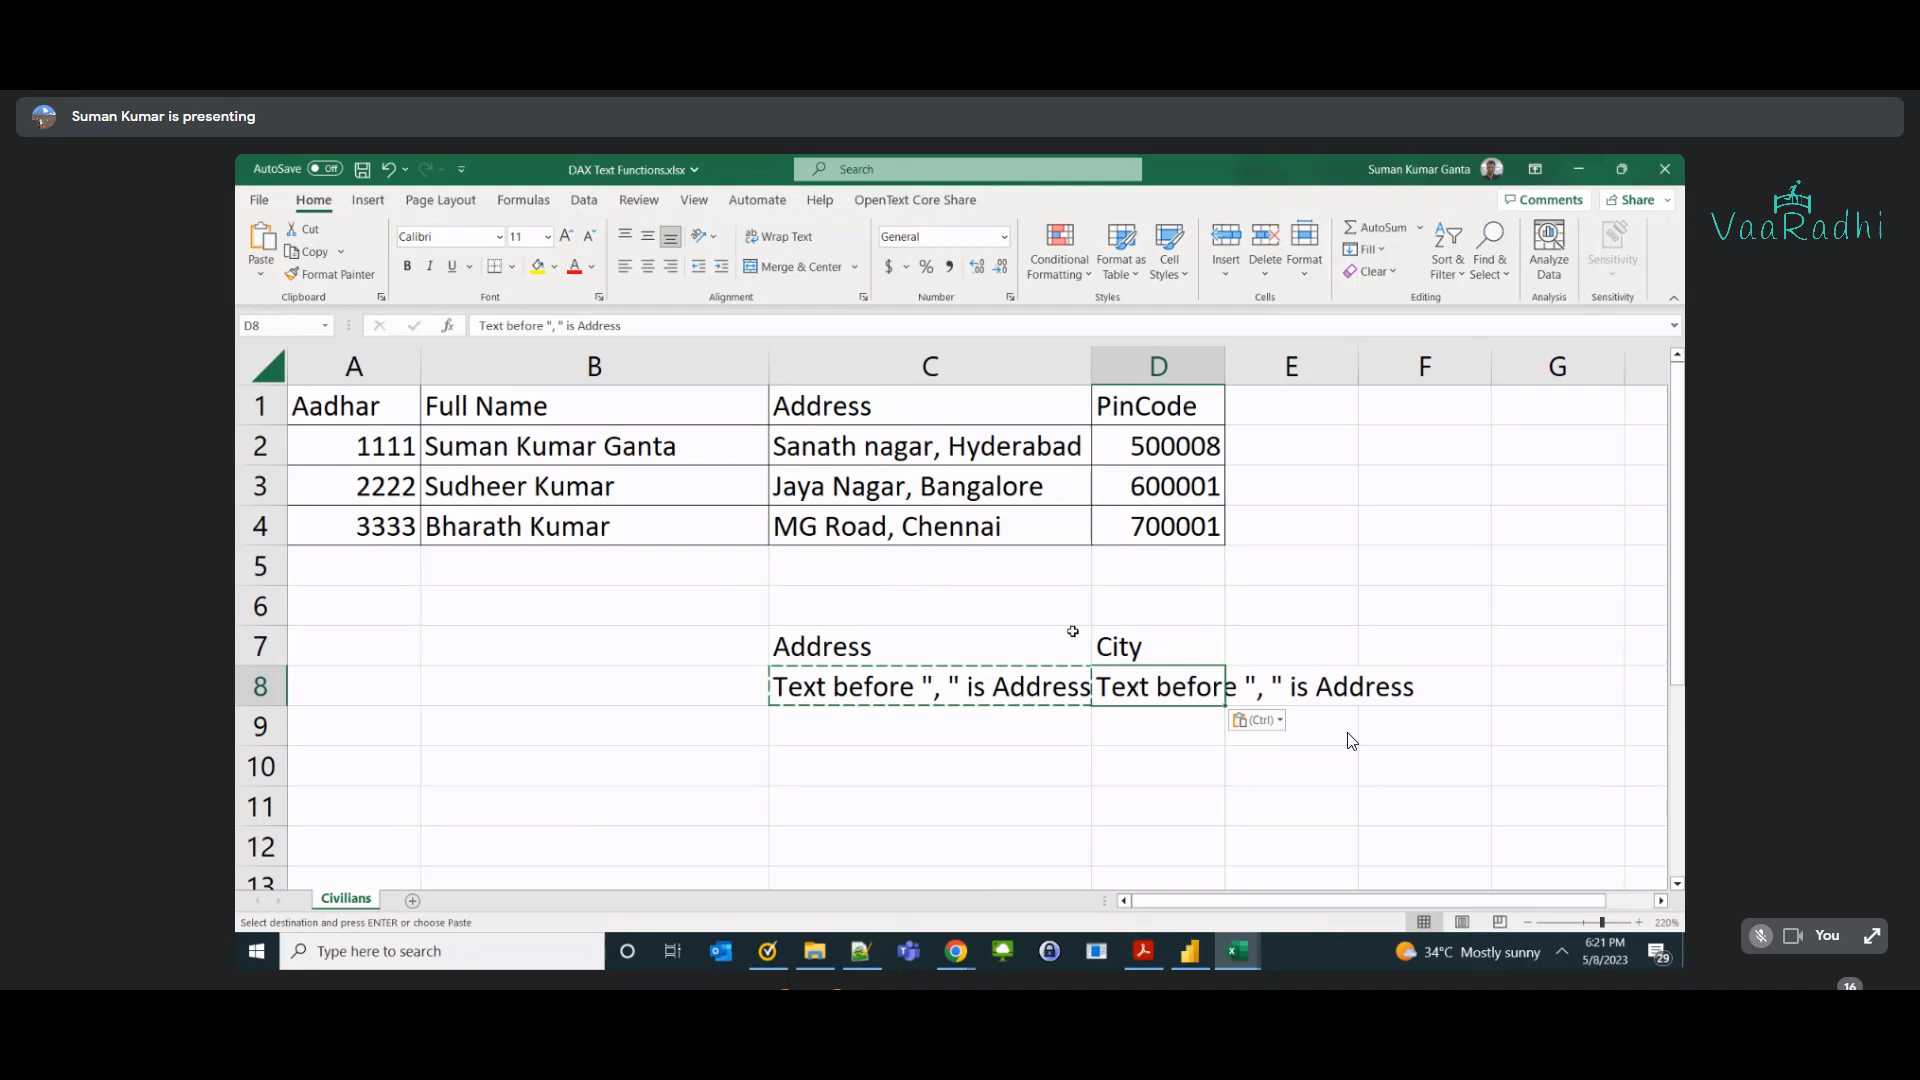 Suman Kumar is presenting
VaaRadhi
AutoSave Off DAX Text Functions.xlsx Search Suman Kumar Ganta
File Home Insert Page Layout Formulas Data Review View Automate Help OpenText Core Share Comments Share
Paste Cut Copy Format Painter
Calibri 11
B I U A A
Wrap Text
Merge & Center
General
$ %
Conditional Formatting Format as Table Cell Styles
Insert Delete Format
AutoSum Fill Clear
Sort & Filter Find & Select
Analyze Data
Sensitivity
Clipboard Font Alignment Number Styles Cells Editing Analysis Sensitivity
D8 fx Text before ", " is Address
A B C D E F G
1 Aadhar Full Name Address PinCode
2 1111 Suman Kumar Ganta Sanath nagar, Hyderabad 500008
3 2222 Sudheer Kumar Jaya Nagar, Bangalore 600001
4 3333 Bharath Kumar MG Road, Chennai 700001
5
6
7 Address City
8 Text before ", " is Address Text before ", " is Address
9 (Ctrl)
10
11
12
13
Civilians
Select destination and press ENTER or choose Paste 220%
Type here to search 34°C Mostly sunny 6:21 PM
5/8/2023 29
You
16